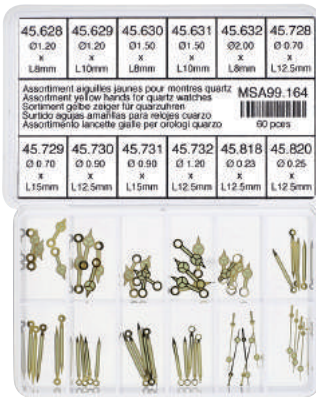 45.628 45.629 45.630 45.631 45.632 45.728
Ø1.20 Ø1.20 Ø1.50 Ø1.50 Ø2.00 Ø 0.70
x x x x x x
L8mm L10mm L8mm L10mm L8mm L12.5mm
Assortiment aiguilles jaunes pour montres quartz
Assortment yellow hands for quartz watches
Sortiment gelbe zeiger für quarzuhren
Surtido agujas amarillas para relojes cuarzo
Assortimento lancette gialle per orologi quarzo
MSA99.164
60 pces
45.729 45.730 45.731 45.732 45.818 45.820
Ø 0.70 Ø 0.90 Ø 0.90 Ø 1.20 Ø 0.23 Ø 0.25
x x x x x x
L15mm L12.5mm L15mm L12.5mm L12.5mm L12.5mm